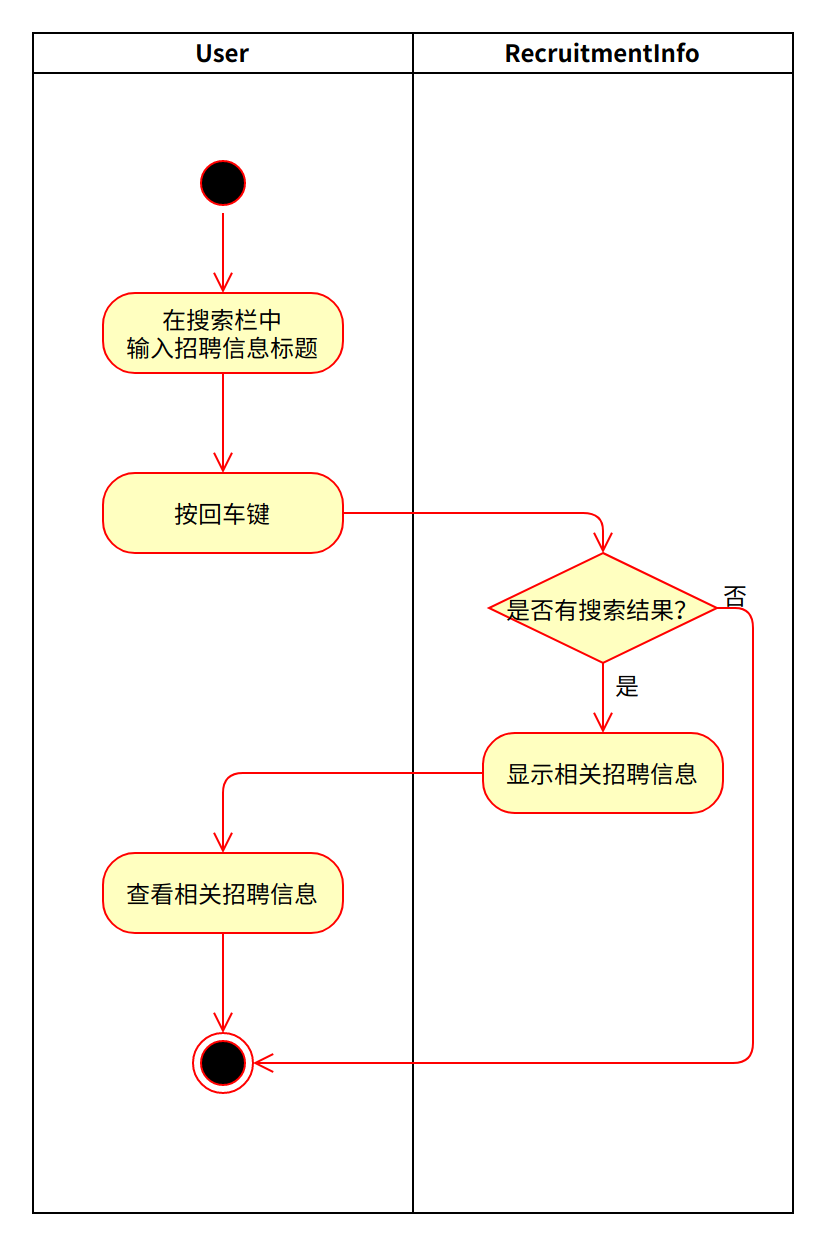 User
RecruitmentInfo
在搜索栏中
输入招聘信息标题
按回车键
是否有搜索结果？
否
是
显示相关招聘信息
查看相关招聘信息